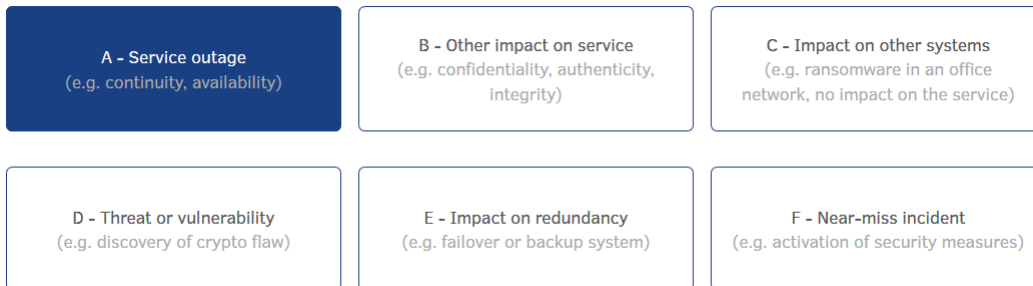 A - Service outage
(e.g. continuity, availability)
B - Other impact on service
(e.g. confidentiality, authenticity,
integrity)
C - Impact on other systems
(e.g. ransomware in an office
network, no impact on the service)
D - Threat or vulnerability
(e.g. discovery of crypto flaw)
E - Impact on redundancy
(e.g. failover or backup system)
F - Near-miss incident
(e.g. activation of security measures)